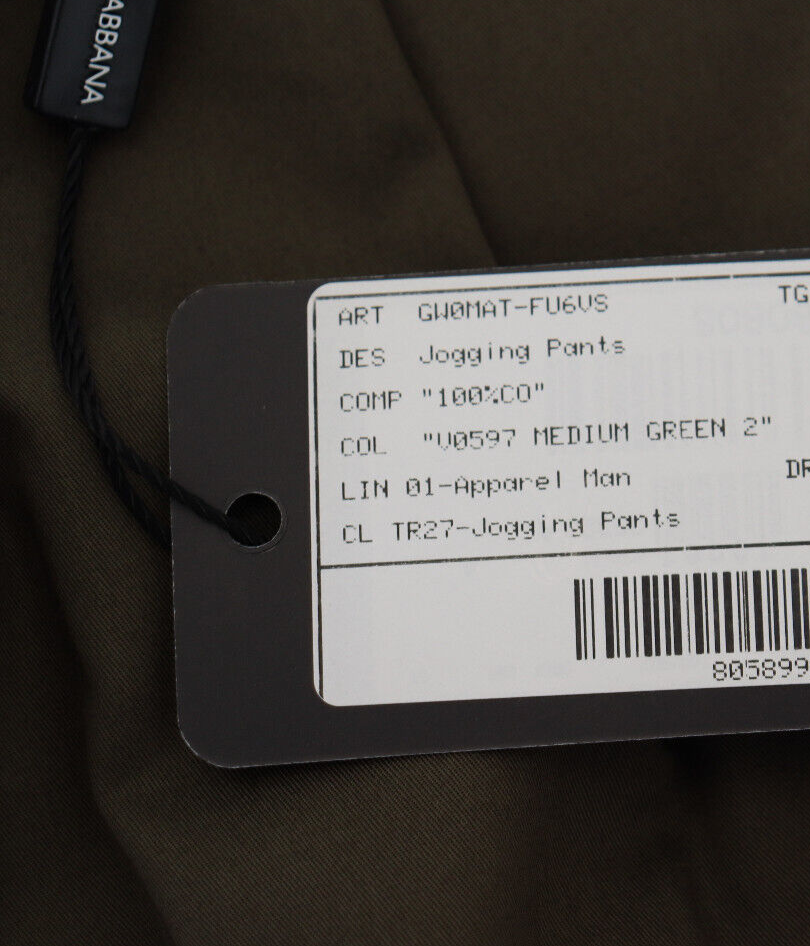 ABBANA
ART GW0MAT-FU6VS TG
DES Jogging Pants
COMP "100%CO"
COL "V0597 MEDIUM GREEN 2"
LIN 01-Apparel Man DR
CL TR27-Jogging Pants
805899